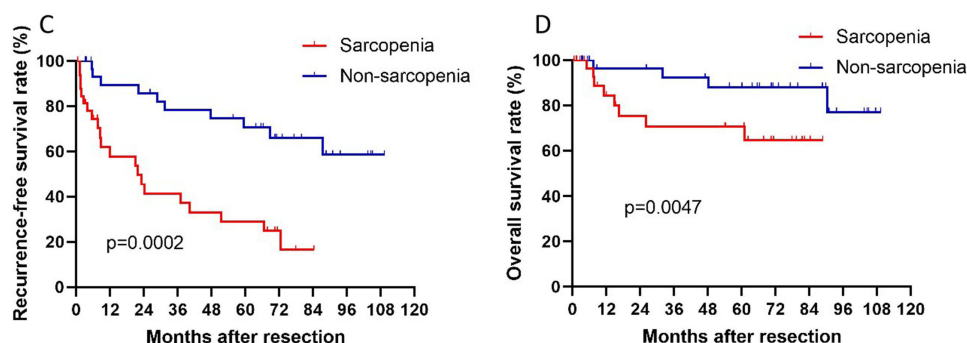 C
Sarcopenia
Non-sarcopenia
Recurrence-free survival rate (%)
100
80
60
40
20
0
p=0.0002
0 12 24 36 48 60 72 84 96 108 120
Months after resection
D
Sarcopenia
Non-sarcopenia
Overall survival rate (%)
100
80
60
40
20
0
p=0.0047
0 12 24 36 48 60 72 84 96 108 120
Months after resection